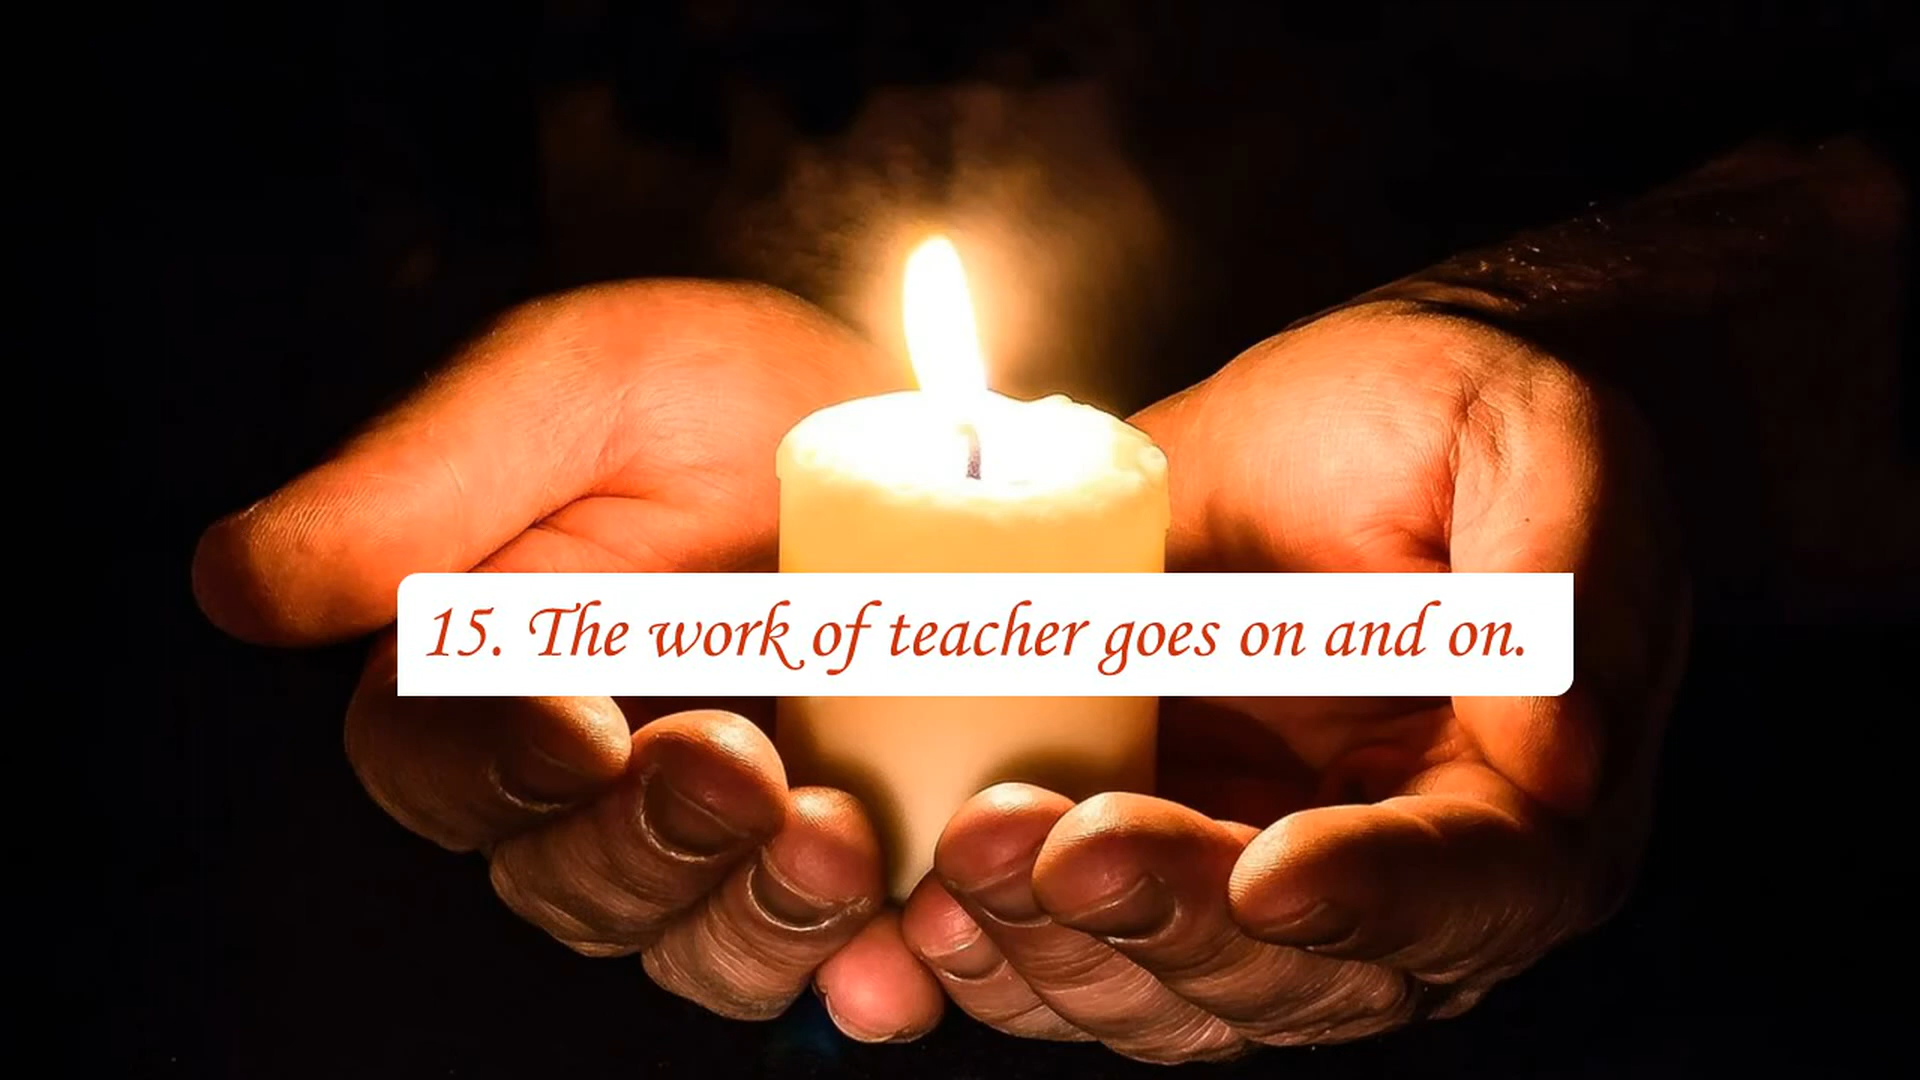 15. The work of teacher goes on and on.